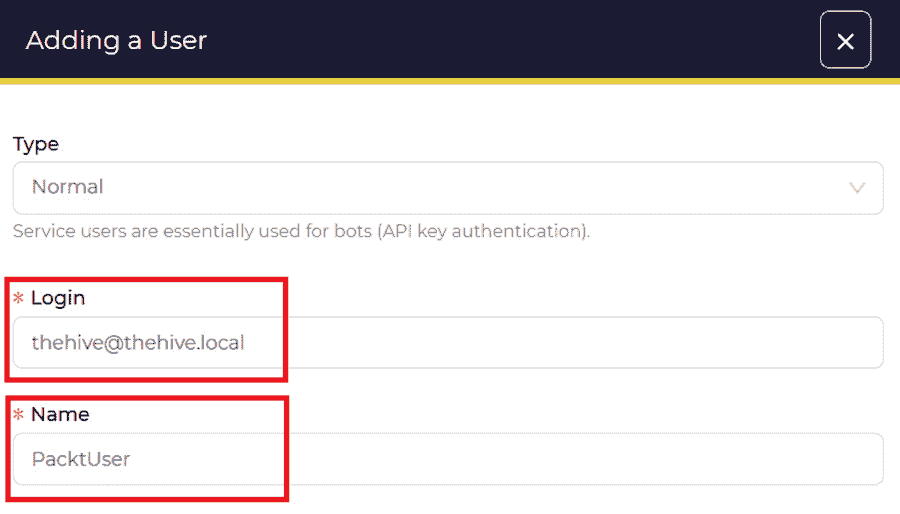 Adding a User
Type
Normal
Service users are essentially used for bots (API key authentication).
* Login
thehive@thehive.local
* Name
PacktUser